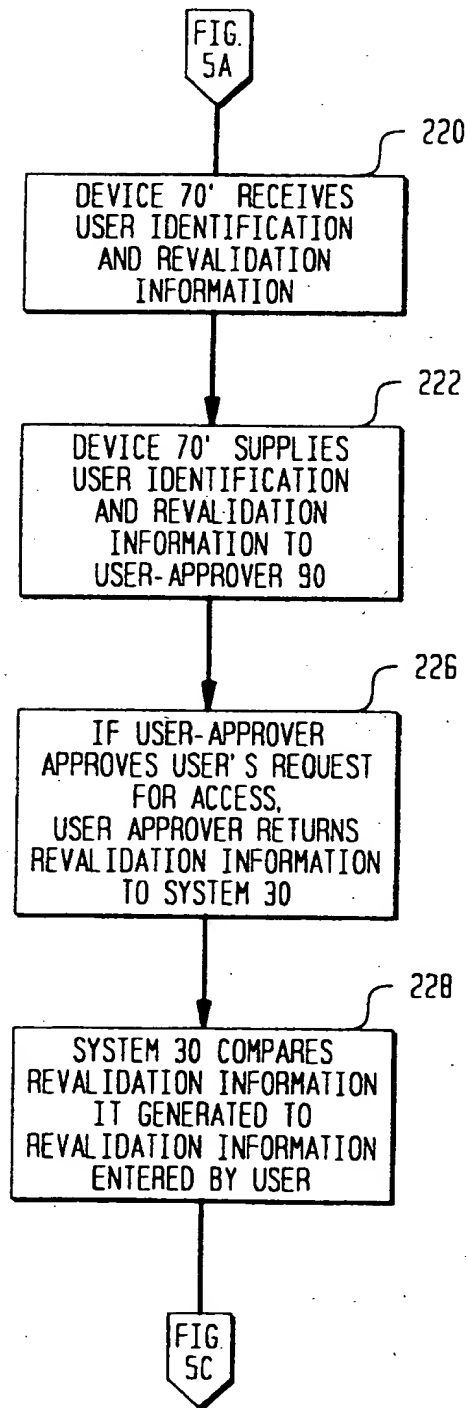 FIG.
5A
220
DEVICE 70' RECEIVES
USER IDENTIFICATION
AND REVALIDATION
INFORMATION
222
DEVICE 70' SUPPLIES
USER IDENTIFICATION
AND REVALIDATION
INFORMATION TO
USER-APPROVER 90
226
IF USER-APPROVER
APPROVES USER'S REQUEST
FOR ACCESS,
USER APPROVER RETURNS
REVALIDATION INFORMATION
TO SYSTEM 30
228
SYSTEM 30 COMPARES
REVALIDATION INFORMATION
IT GENERATED TO
REVALIDATION INFORMATION
ENTERED BY USER
FIG.
5C